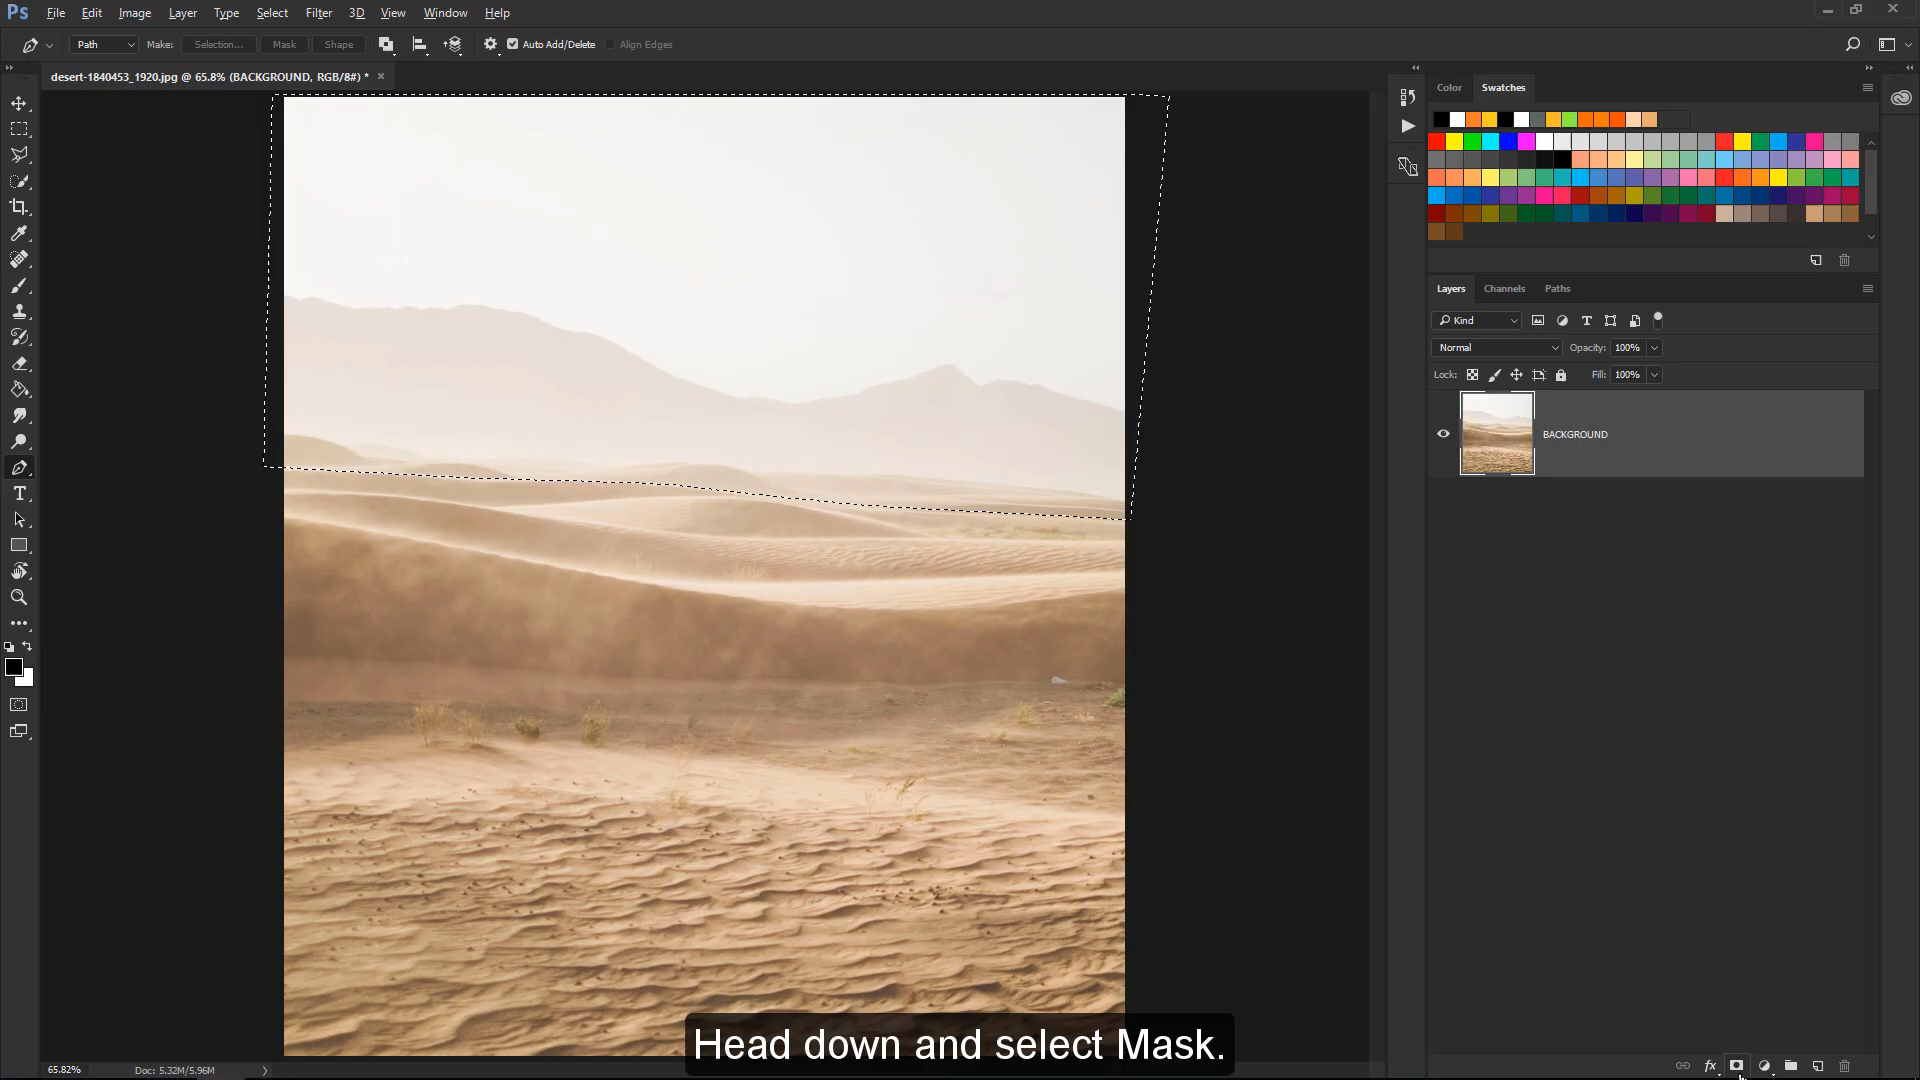 Ps File Edit Image Layer Type Select Filter 3D View Window Help
Path Make: Selection... Mask Shape Auto Add/Delete Align Edges
desert-1840453_1920.jpg @ 65.8% (BACKGROUND, RGB/8#) *
Color Swatches
Layers Channels Paths
Kind
Normal Opacity: 100%
Lock: Fill: 100%
BACKGROUND
Head down and select Mask.
65.82% Doc: 5.32M/5.96M
fx